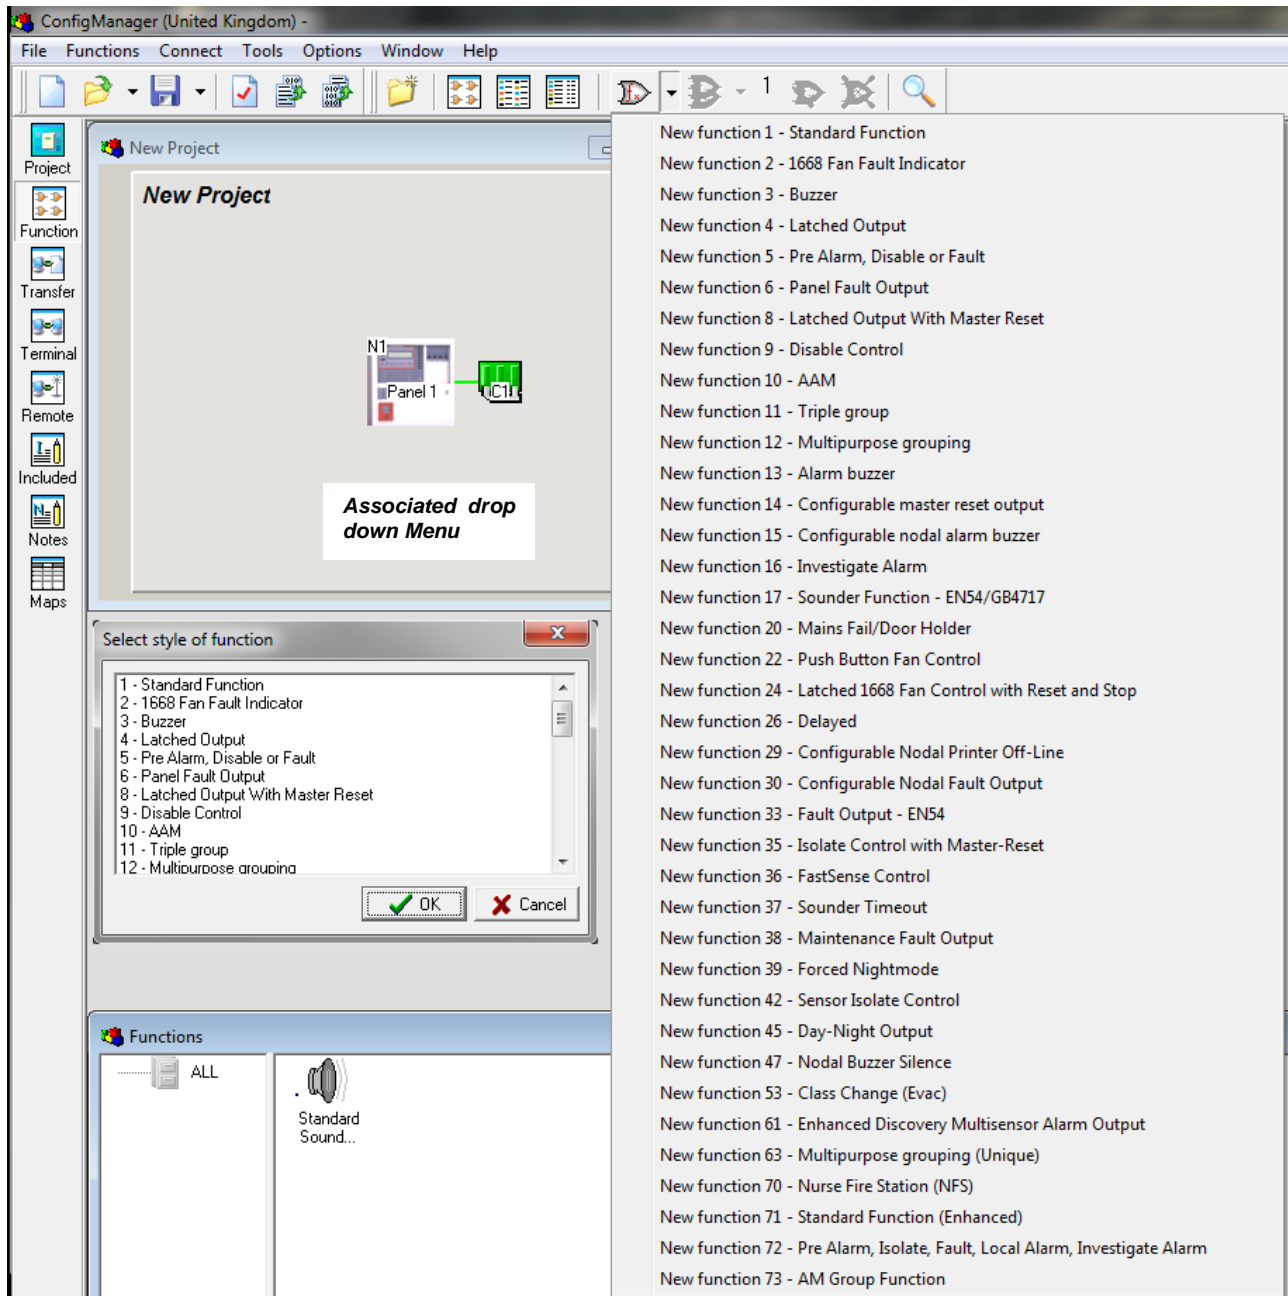 ConfigManager (United Kingdom) -
File Functions Connect Tools Options Window Help
1
Project
Function
Transfer
Terminal
Remote
Included
Notes
Maps
New Project
New Project
N1
Panel 1
C1
Associated drop
down Menu
Select style of function
1 - Standard Function
2 - 1668 Fan Fault Indicator
3 - Buzzer
4 - Latched Output
5 - Pre Alarm, Disable or Fault
6 - Panel Fault Output
8 - Latched Output With Master Reset
9 - Disable Control
10 - AAM
11 - Triple group
12 - Multipurpose grouping
OK Cancel
Functions
ALL
Standard
Sound...
New function 1 - Standard Function
New function 2 - 1668 Fan Fault Indicator
New function 3 - Buzzer
New function 4 - Latched Output
New function 5 - Pre Alarm, Disable or Fault
New function 6 - Panel Fault Output
New function 8 - Latched Output With Master Reset
New function 9 - Disable Control
New function 10 - AAM
New function 11 - Triple group
New function 12 - Multipurpose grouping
New function 13 - Alarm buzzer
New function 14 - Configurable master reset output
New function 15 - Configurable nodal alarm buzzer
New function 16 - Investigate Alarm
New function 17 - Sounder Function - EN54/GB4717
New function 20 - Mains Fail/Door Holder
New function 22 - Push Button Fan Control
New function 24 - Latched 1668 Fan Control with Reset and Stop
New function 26 - Delayed
New function 29 - Configurable Nodal Printer Off-Line
New function 30 - Configurable Nodal Fault Output
New function 33 - Fault Output - EN54
New function 35 - Isolate Control with Master-Reset
New function 36 - FastSense Control
New function 37 - Sounder Timeout
New function 38 - Maintenance Fault Output
New function 39 - Forced Nightmode
New function 42 - Sensor Isolate Control
New function 45 - Day-Night Output
New function 47 - Nodal Buzzer Silence
New function 53 - Class Change (Evac)
New function 61 - Enhanced Discovery Multisensor Alarm Output
New function 63 - Multipurpose grouping (Unique)
New function 70 - Nurse Fire Station (NFS)
New function 71 - Standard Function (Enhanced)
New function 72 - Pre Alarm, Isolate, Fault, Local Alarm, Investigate Alarm
New function 73 - AM Group Function